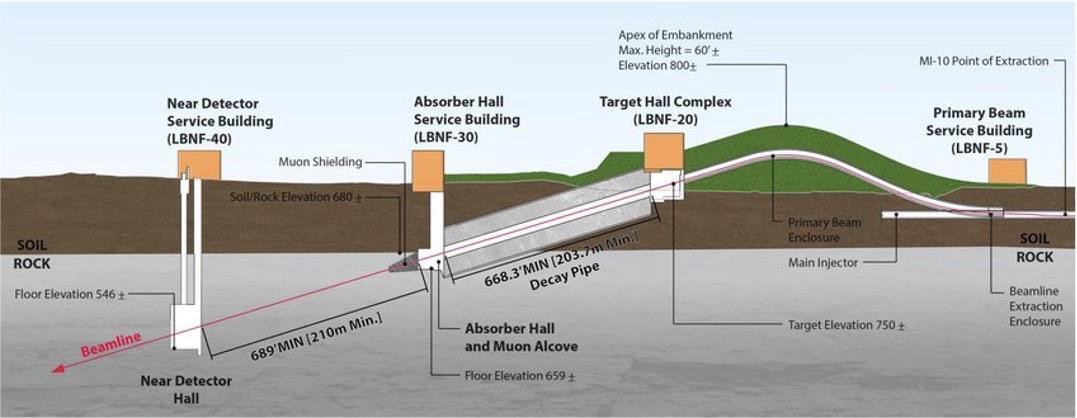 Apex of Embankment
Max. Height = 60' ±
Elevation 800±
MI-10 Point of Extraction
Near Detector
Service Building
(LBNF-40)
Absorber Hall
Service Building
(LBNF-30)
Target Hall Complex
(LBNF-20)
Primary Beam
Service Building
(LBNF-5)
Muon Shielding
Soil/Rock Elevation 680 ±
SOIL
ROCK
Primary Beam
Enclosure
Main Injector
SOIL
ROCK
668.3'MIN [203.7m Min.]
Decay Pipe
Floor Elevation 546 ±
Beamline
Extraction
Enclosure
689'MIN [210m Min.]
Absorber Hall
and Muon Alcove
Target Elevation 750 ±
Beamline
Floor Elevation 659 ±
Near Detector
Hall